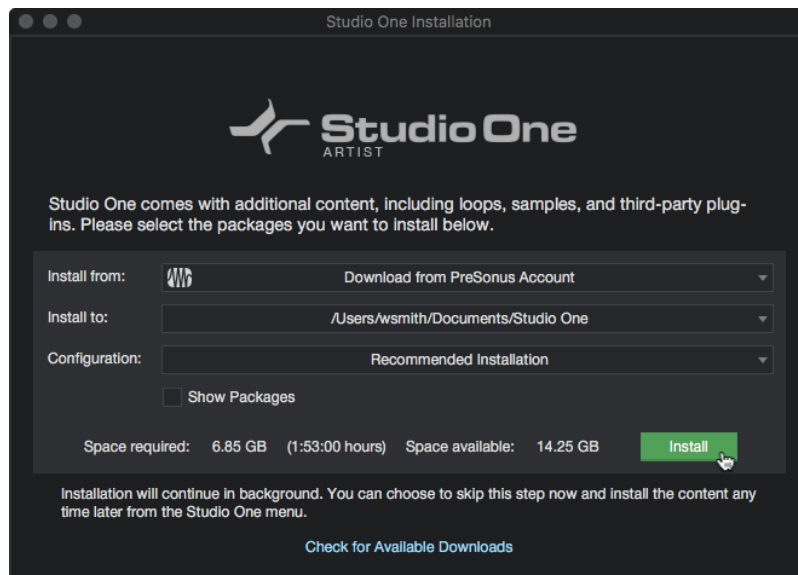 Studio One Installation
Studio One
ARTIST
Studio One comes with additional content, including loops, samples, and third-party plug-
ins. Please select the packages you want to install below.
Install from: Download from PreSonus Account
Install to: /Users/wsmith/Documents/Studio One
Configuration: Recommended Installation
Show Packages
Space required: 6.85 GB (1:53:00 hours) Space available: 14.25 GB Install
Installation will continue in background. You can choose to skip this step now and install the content any
time later from the Studio One menu.
Check for Available Downloads